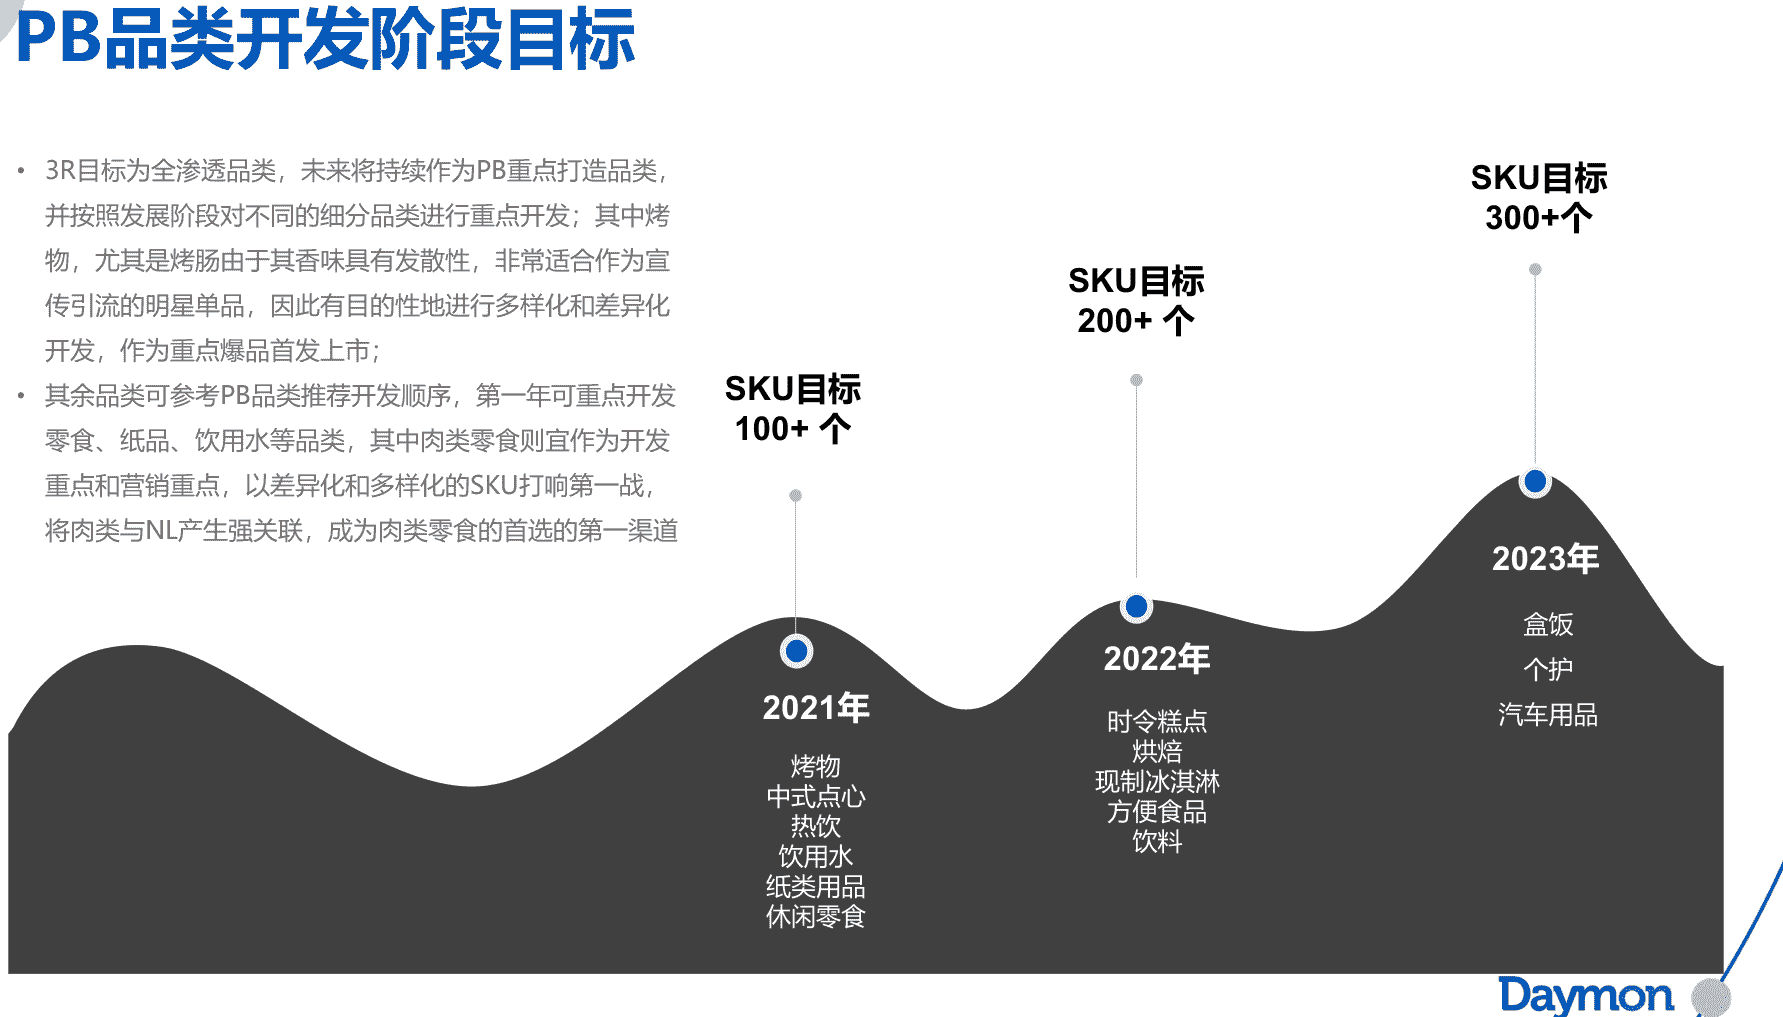 PB品类开发阶段目标
• 3R目标为全渗透品类，未来将持续作为PB重点打造品类，
并按照发展阶段对不同的细分品类进行重点开发；其中烤
物，尤其是烤肠由于其香味具有发散性，非常适合作为宣
传引流的明星单品，因此有目的性地进行多样化和差异化
开发，作为重点爆品首发上市；
• 其余品类可参考PB品类推荐开发顺序，第一年可重点开发
零食、纸品、饮用水等品类，其中肉类零食则宜作为开发
重点和营销重点，以差异化和多样化的SKU打响第一战，
将肉类与NL产生强关联，成为肉类零食的首选的第一渠道
SKU目标
100+ 个
2021年
烤物
中式点心
热饮
饮用水
纸类用品
休闲零食
SKU目标
200+ 个
2022年
时令糕点
烘焙
现制冰淇淋
方便食品
饮料
SKU目标
300+个
2023年
盒饭
个护
汽车用品
Daymon